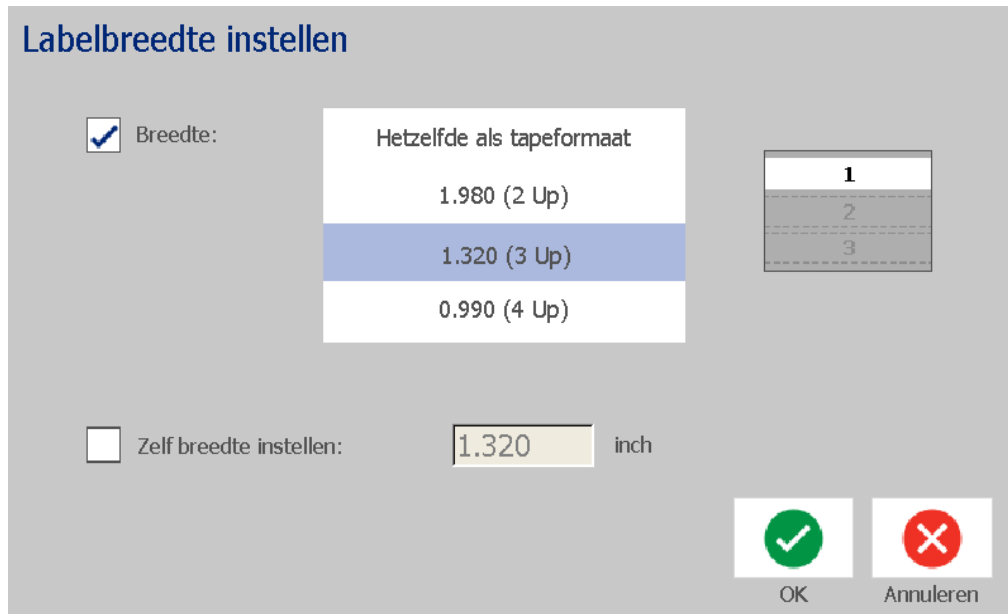 Labelbreedte instellen
Breedte:
Hetzelfde als tapeformaat
1.980 (2 Up)
1.320 (3 Up)
0.990 (4 Up)
1
2
3
Zelf breedte instellen:
1.320
inch
OK
Annuleren